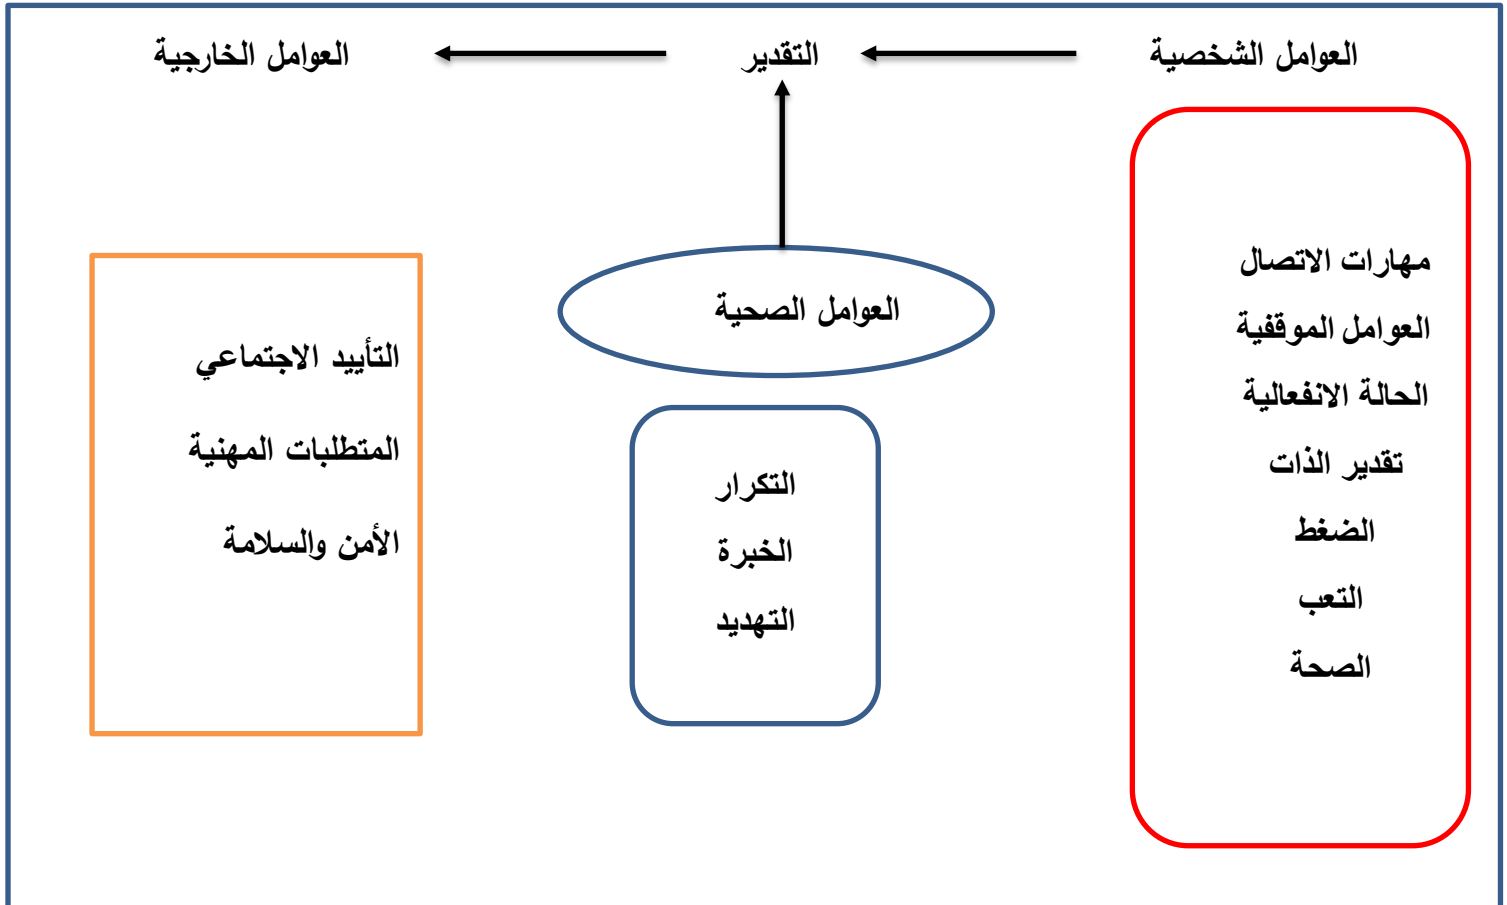 العوامل الشخصية
التقدير
العوامل الخارجية
مهارات الاتصال
العوامل الموقفية
الحالة الانفعالية
تقدير الذات
الضغط
التعب
الصحة
العوامل الصحية
التكرار
الخبرة
التهديد
التأييد الاجتماعي
المتطلبات المهنية
الأمن والسلامة